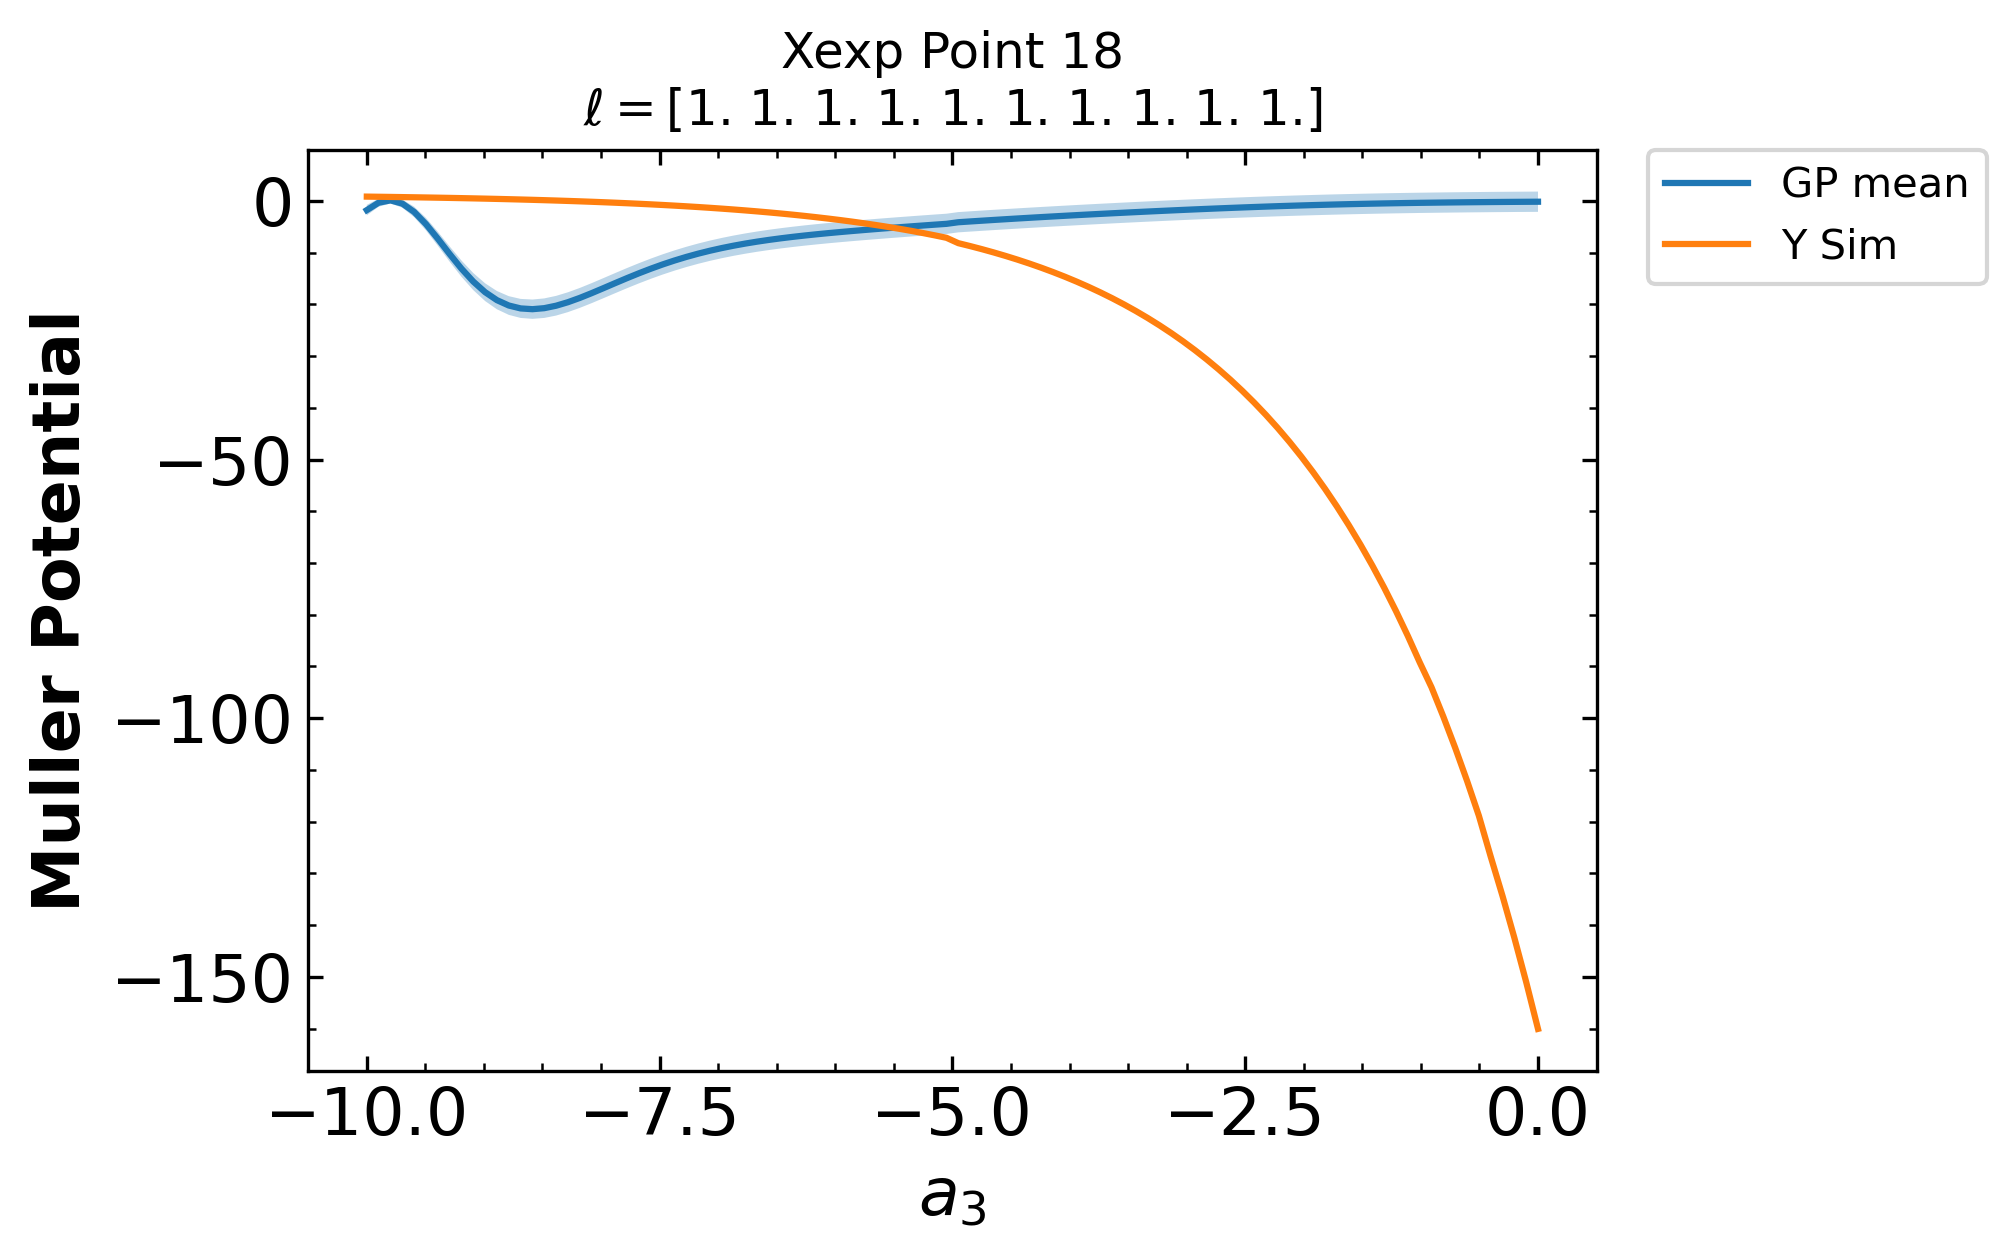 Xexp Point 18
ℓ = [1. 1. 1. 1. 1. 1. 1. 1. 1. 1.]
GP mean
Y Sim
Muller Potential
0
−50
−100
−150
−10.0 −7.5 −5.0 −2.5 0.0
a₃